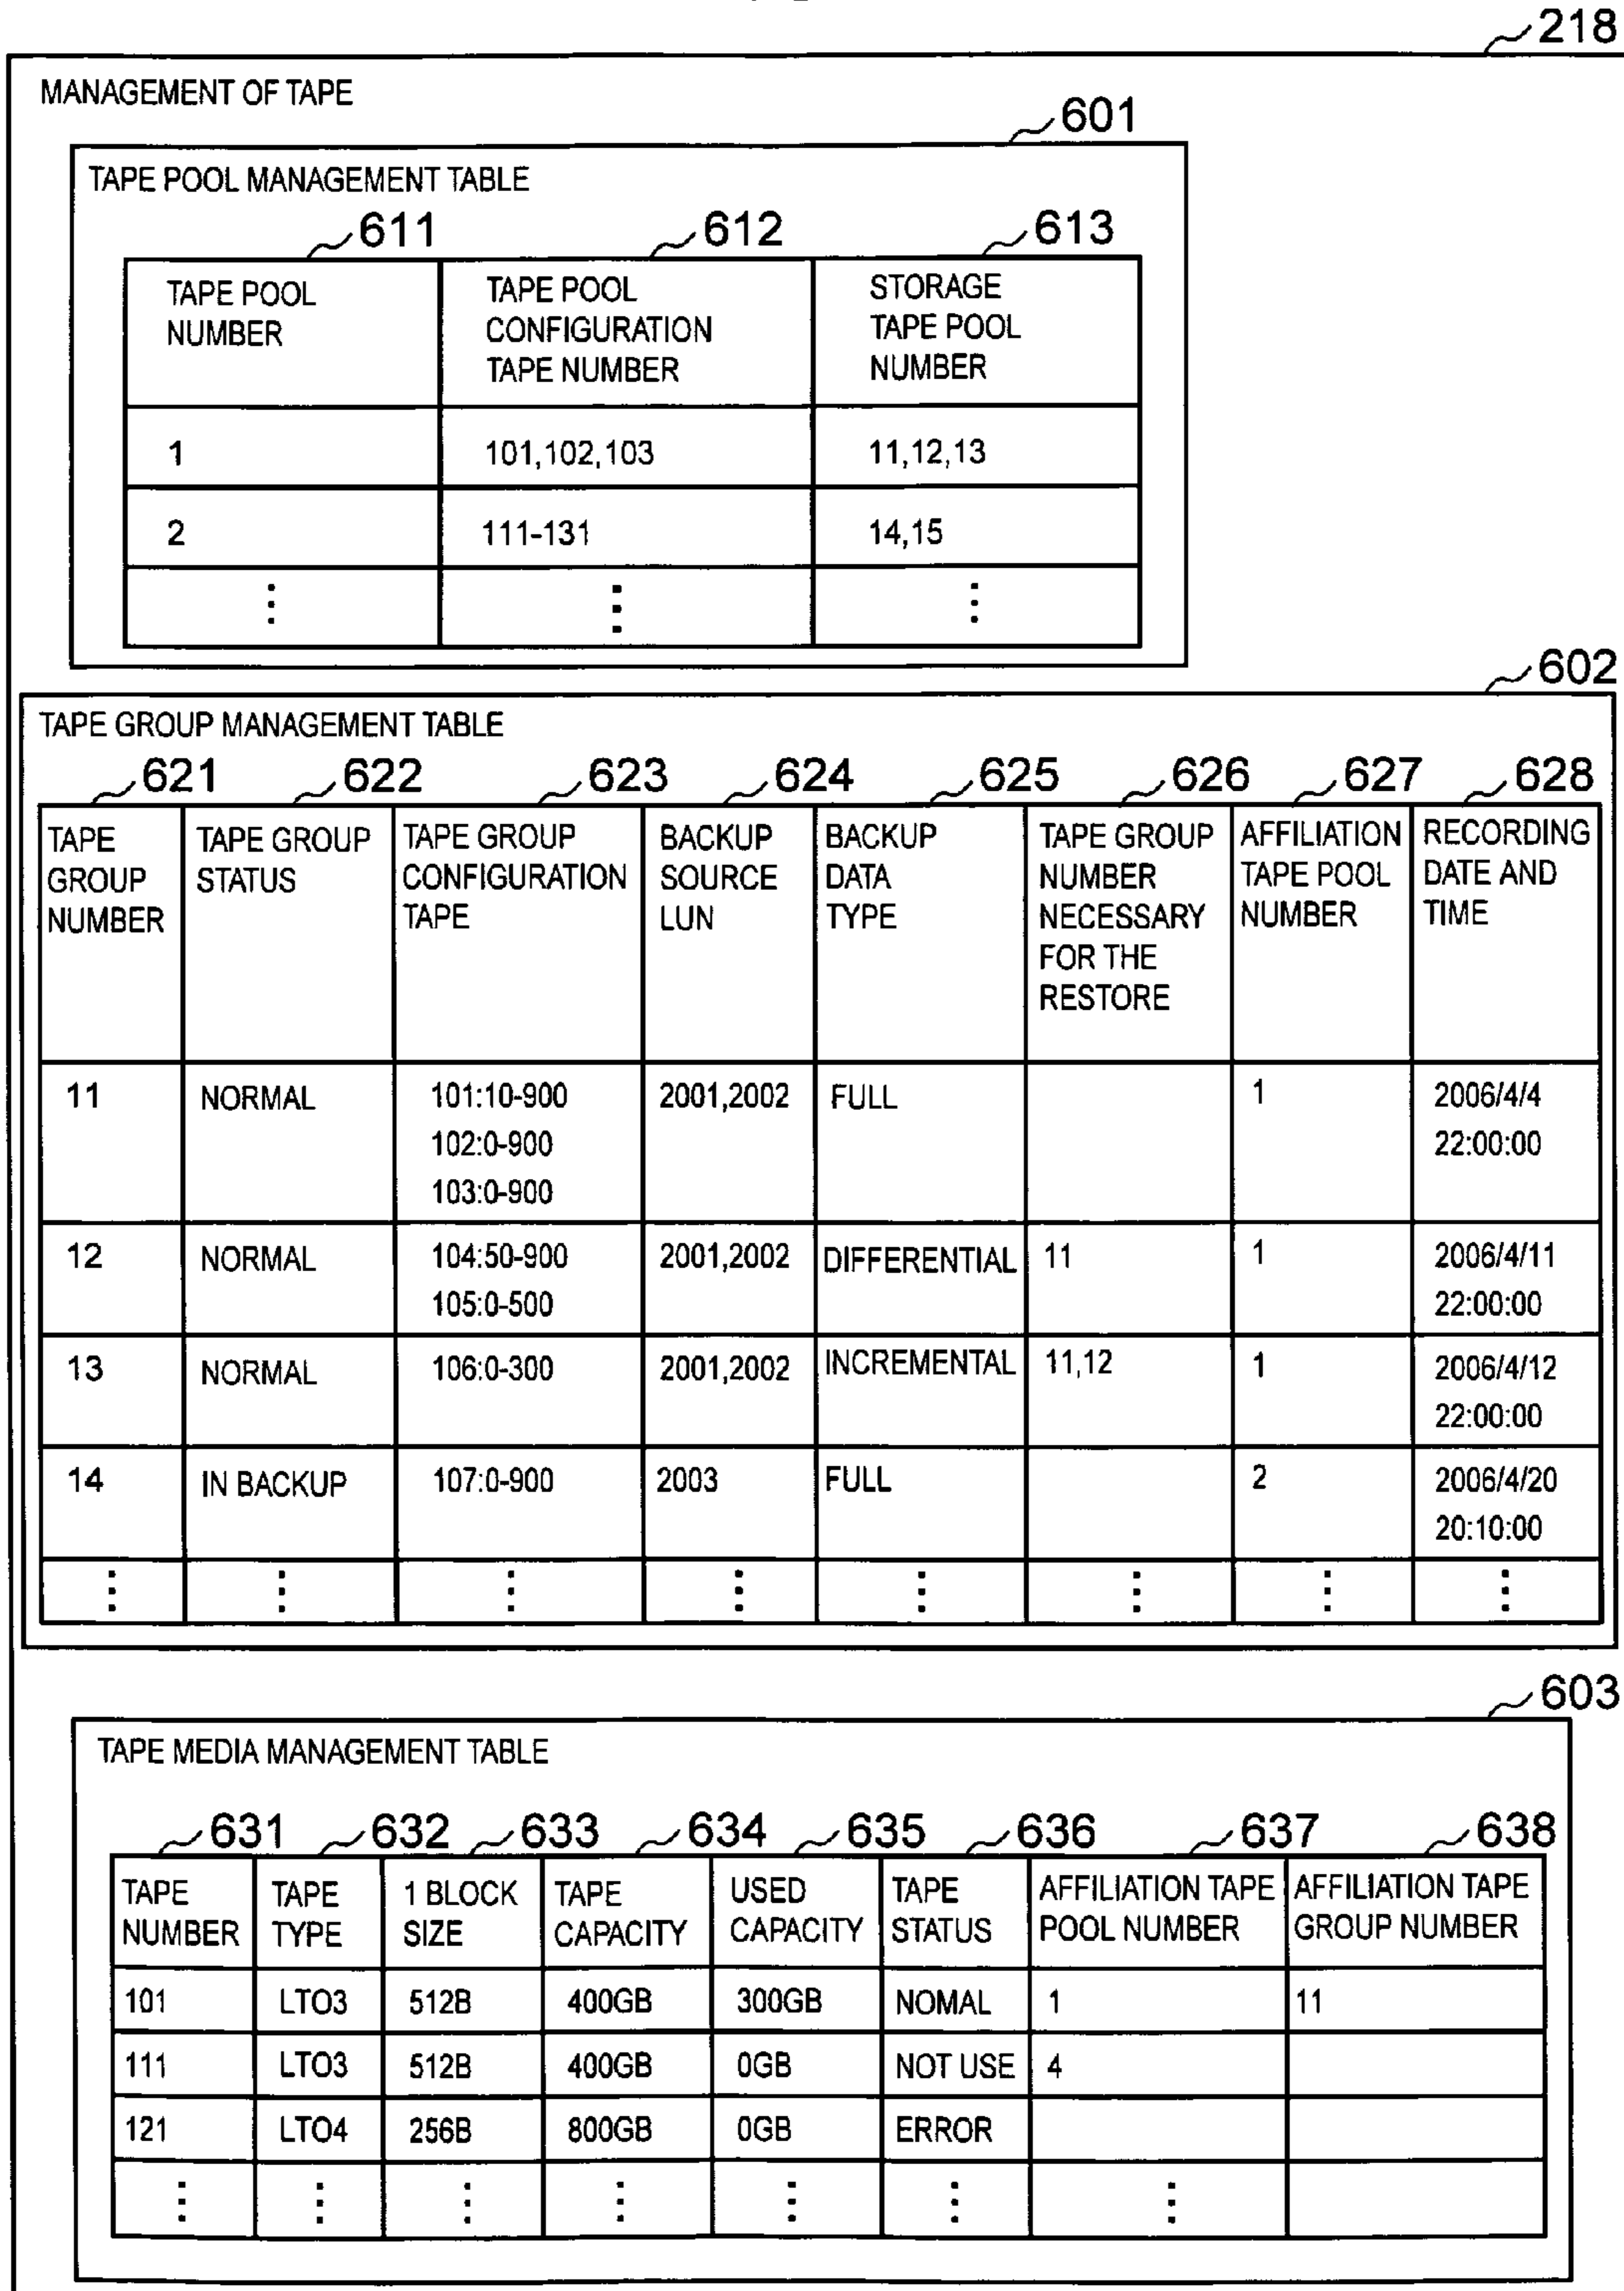 218
MANAGEMENT OF TAPE
601
TAPE POOL MANAGEMENT TABLE
611 612 613
TAPE POOL NUMBER
TAPE POOL CONFIGURATION TAPE NUMBER
STORAGE TAPE POOL NUMBER
1 101,102,103 11,12,13
2 111-131 14,15
⋮ ⋮ ⋮
602
TAPE GROUP MANAGEMENT TABLE
621 622 623 624 625 626 627 628
TAPE GROUP NUMBER
TAPE GROUP STATUS
TAPE GROUP CONFIGURATION TAPE
BACKUP SOURCE LUN
BACKUP DATA TYPE
TAPE GROUP NUMBER NECESSARY FOR THE RESTORE
AFFILIATION TAPE POOL NUMBER
RECORDING DATE AND TIME
11 NORMAL 101:10-900 2001,2002 FULL 1 2006/4/4
102:0-900 22:00:00
103:0-900
12 NORMAL 104:50-900 2001,2002 DIFFERENTIAL 11 1 2006/4/11
105:0-500 22:00:00
13 NORMAL 106:0-300 2001,2002 INCREMENTAL 11,12 1 2006/4/12
22:00:00
14 IN BACKUP 107:0-900 2003 FULL 2 2006/4/20
20:10:00
⋮ ⋮ ⋮ ⋮ ⋮ ⋮ ⋮ ⋮
603
TAPE MEDIA MANAGEMENT TABLE
631 632 633 634 635 636 637 638
TAPE NUMBER
TAPE TYPE
1 BLOCK SIZE
TAPE CAPACITY
USED CAPACITY
TAPE STATUS
AFFILIATION TAPE POOL NUMBER
AFFILIATION TAPE GROUP NUMBER
101 LTO3 512B 400GB 300GB NOMAL 1 11
111 LTO3 512B 400GB 0GB NOT USE 4
121 LTO4 256B 800GB 0GB ERROR
⋮ ⋮ ⋮ ⋮ ⋮ ⋮ ⋮